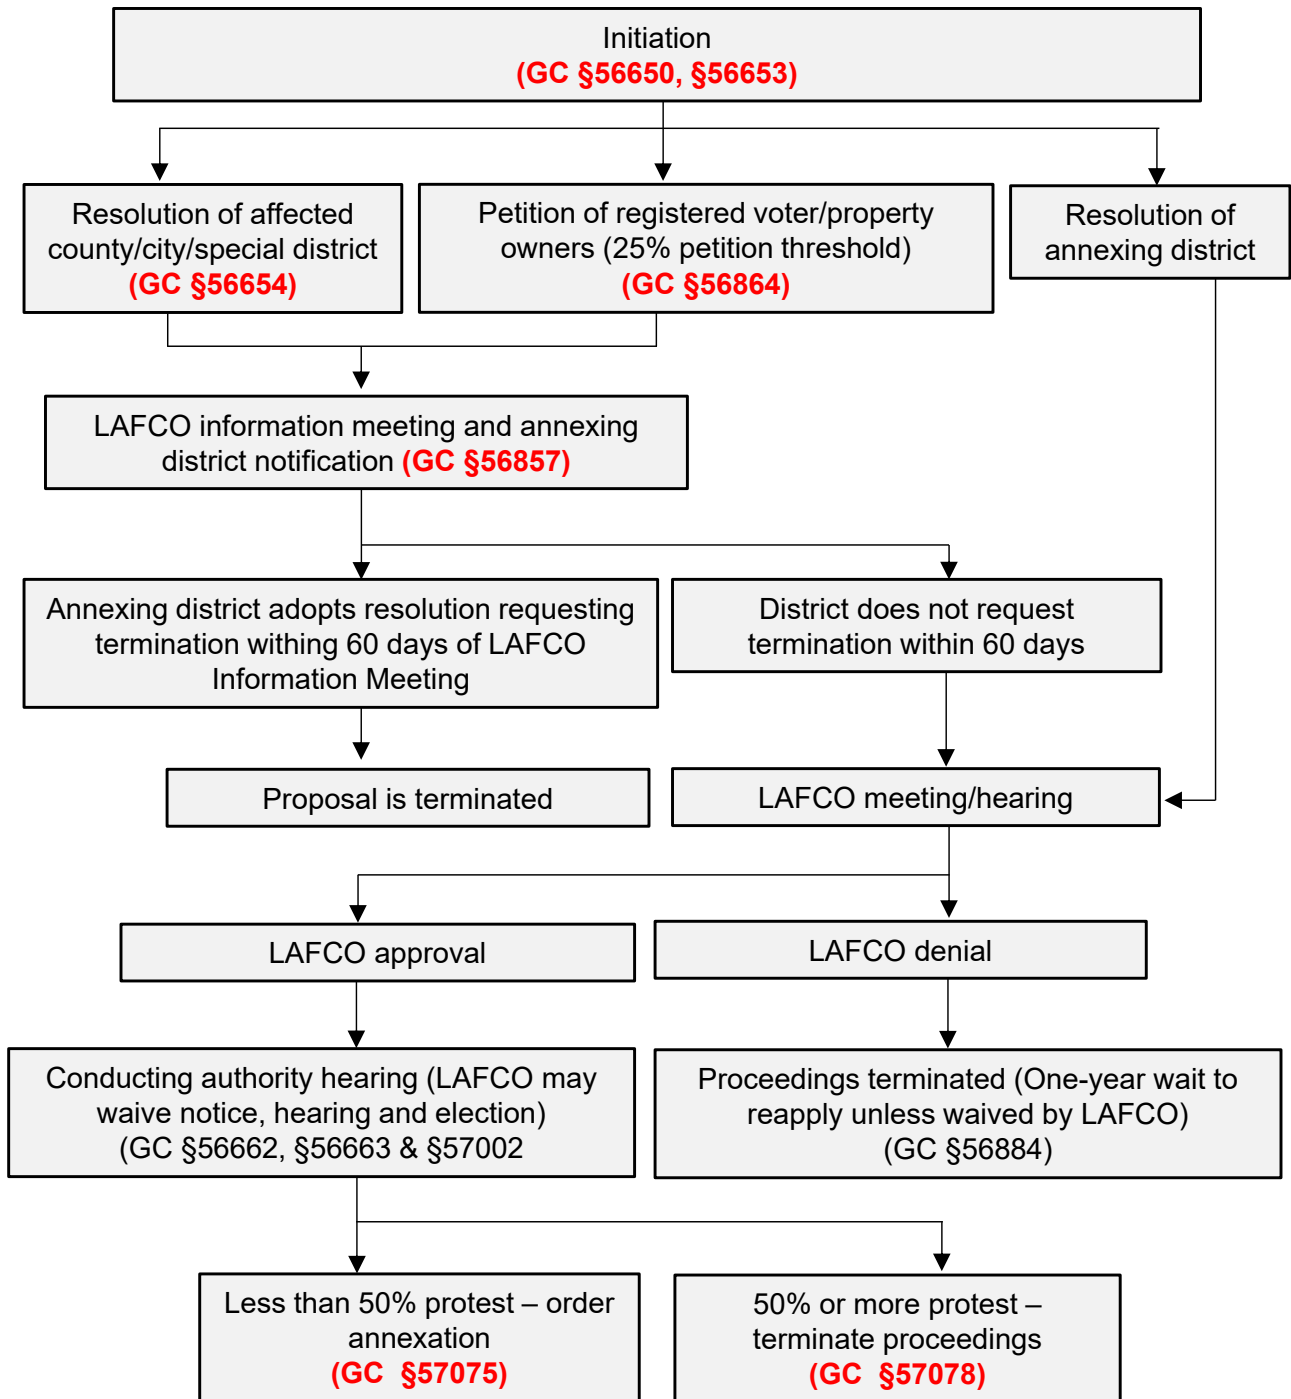 Initiation
(GC §56650, §56653)
Resolution of affected
county/city/special district
(GC §56654)
Petition of registered voter/property
owners (25% petition threshold)
(GC §56864)
Resolution of
annexing district
LAFCO information meeting and annexing
district notification (GC §56857)
Annexing district adopts resolution requesting
termination withing 60 days of LAFCO
Information Meeting
District does not request
termination within 60 days
Proposal is terminated
LAFCO meeting/hearing
LAFCO approval
LAFCO denial
Conducting authority hearing (LAFCO may
waive notice, hearing and election)
(GC §56662, §56663 & §57002
Proceedings terminated (One-year wait to
reapply unless waived by LAFCO)
(GC §56884)
Less than 50% protest – order
annexation
(GC  §57075)
50% or more protest –
terminate proceedings
(GC  §57078)